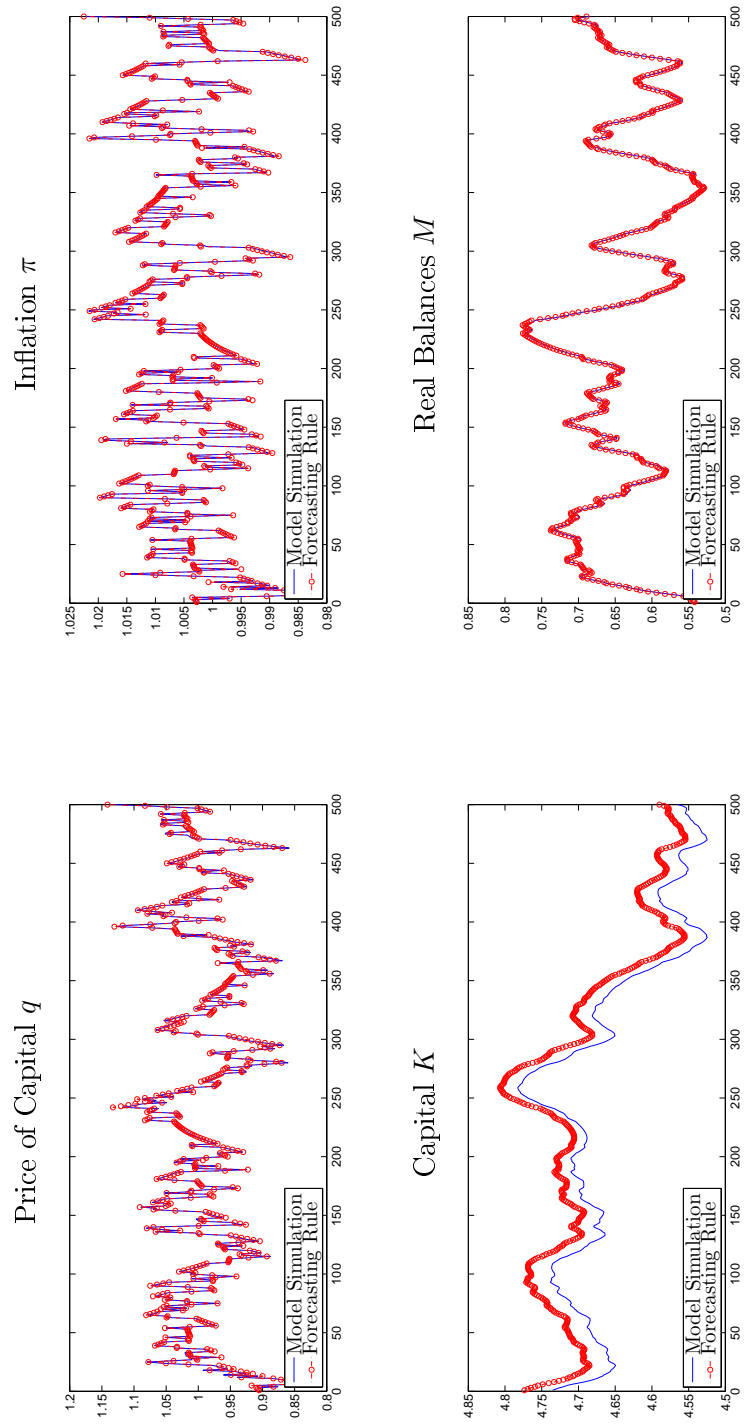 Price of Capital q
1.2
1.15
1.1
1.05
1
0.95
0.9
0.85
0.8
Model Simulation
Forecasting Rule
0 50 100 150 200 250 300 350 400 450 500
Inflation π
1.025
1.02
1.015
1.01
1.005
1
0.995
0.99
0.985
0.98
Model Simulation
Forecasting Rule
0 50 100 150 200 250 300 350 400 450 500
Capital K
4.85
4.8
4.75
4.7
4.65
4.6
4.55
4.5
Model Simulation
Forecasting Rule
0 50 100 150 200 250 300 350 400 450 500
Real Balances M
0.85
0.8
0.75
0.7
0.65
0.6
0.55
0.5
Model Simulation
Forecasting Rule
0 50 100 150 200 250 300 350 400 450 500